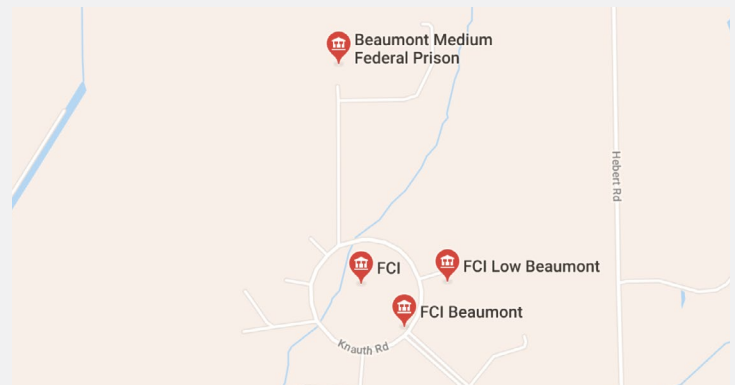 Beaumont Medium
Federal Prison
Hebert Rd
FCI
FCI Low Beaumont
FCI Beaumont
Knauth Rd